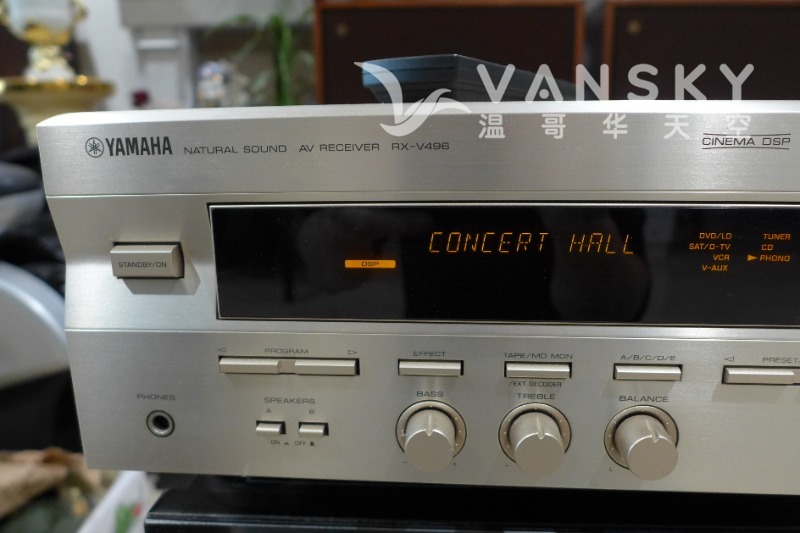 VANSKY
温哥华天空
YAMAHA NATURAL SOUND AV RECEIVER RX-V496
CINEMA DSP
STANDBY/ON
DSP
CONCERT HALL
DVD/LD
SAT/D-TV
VCR
V-AUX
TUNER
CD
PHONO
PROGRAM
EFFECT
TAPE/MD MON
/EXT DECODER
A/B/C/D/E
PRESET/
PHONES
SPEAKERS
A B
ON OFF
BASS
TREBLE
BALANCE
- +
-
L